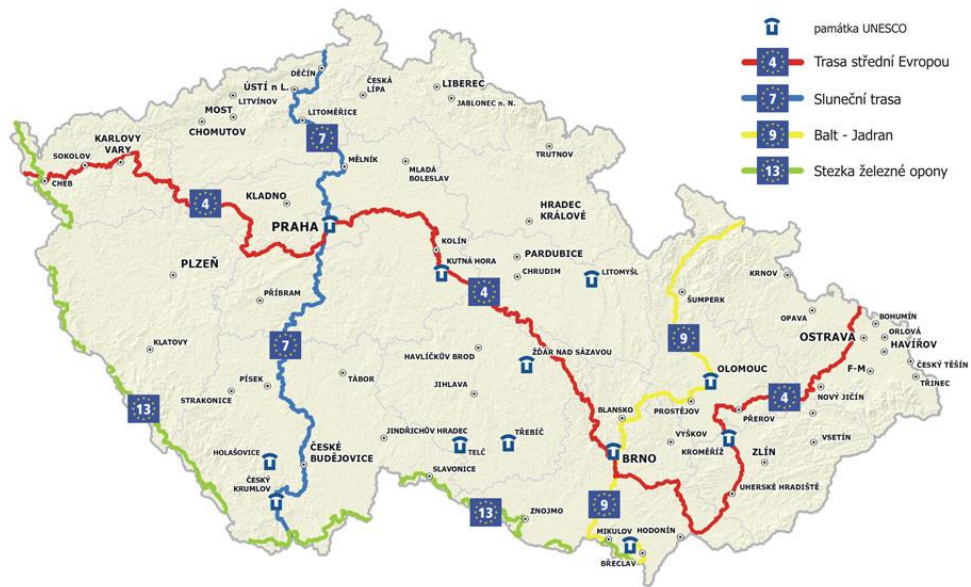 památka UNESCO
4 Trasa střední Evropou
7 Sluneční trasa
9 Balt - Jadran
13 Stezka železné opony
DĚČÍN
ÚSTÍ n L.
LITVÍNOV
MOST
CHOMUTOV
LITOMĚŘICE
ČESKÁ
LÍPA
LIBEREC
JABLONEC n. N.
TRUTNOV
7
MĚLNÍK
MLADÁ
BOLESLAV
KARLOVY
VARY
SOKOLOV
CHEB
4
KLADNO
PRAHA
HRADEC
KRÁLOVÉ
KOLÍN
KUTNÁ HORA
PARDUBICE
CHRUDIM
LITOMYŠL
4
PLZEŇ
PŘÍBRAM
ŠUMPERK
KRNOV
OPAVA
BOHUMÍN
ORLOVÁ
OSTRAVA
HAVÍŘOV
ČESKÝ TĚŠÍN
F-M
TŘINEC
9
7
KLATOVY
HAVLÍČKŮV BROD
ŽĎÁR NAD SÁZAVOU
OLOMOUC
4
NOVÝ JIČÍN
PÍSEK
TÁBOR
JIHLAVA
STRAKONICE
13
BLANSKO
PROSTĚJOV
PŘEROV
JINDŘICHŮV HRADEC
TŘEBÍČ
TELČ
VYŠKOV
KROMĚŘÍŽ
VSETÍN
ZLÍN
BRNO
HOLAŠOVICE
ČESKÉ
BUDĚJOVICE
ČESKÝ
KRUMLOV
SLAVONICE
UHERSKÉ HRADIŠTĚ
13
ZNOJMO
9
MIKULOV
HODONÍN
BŘECLAV